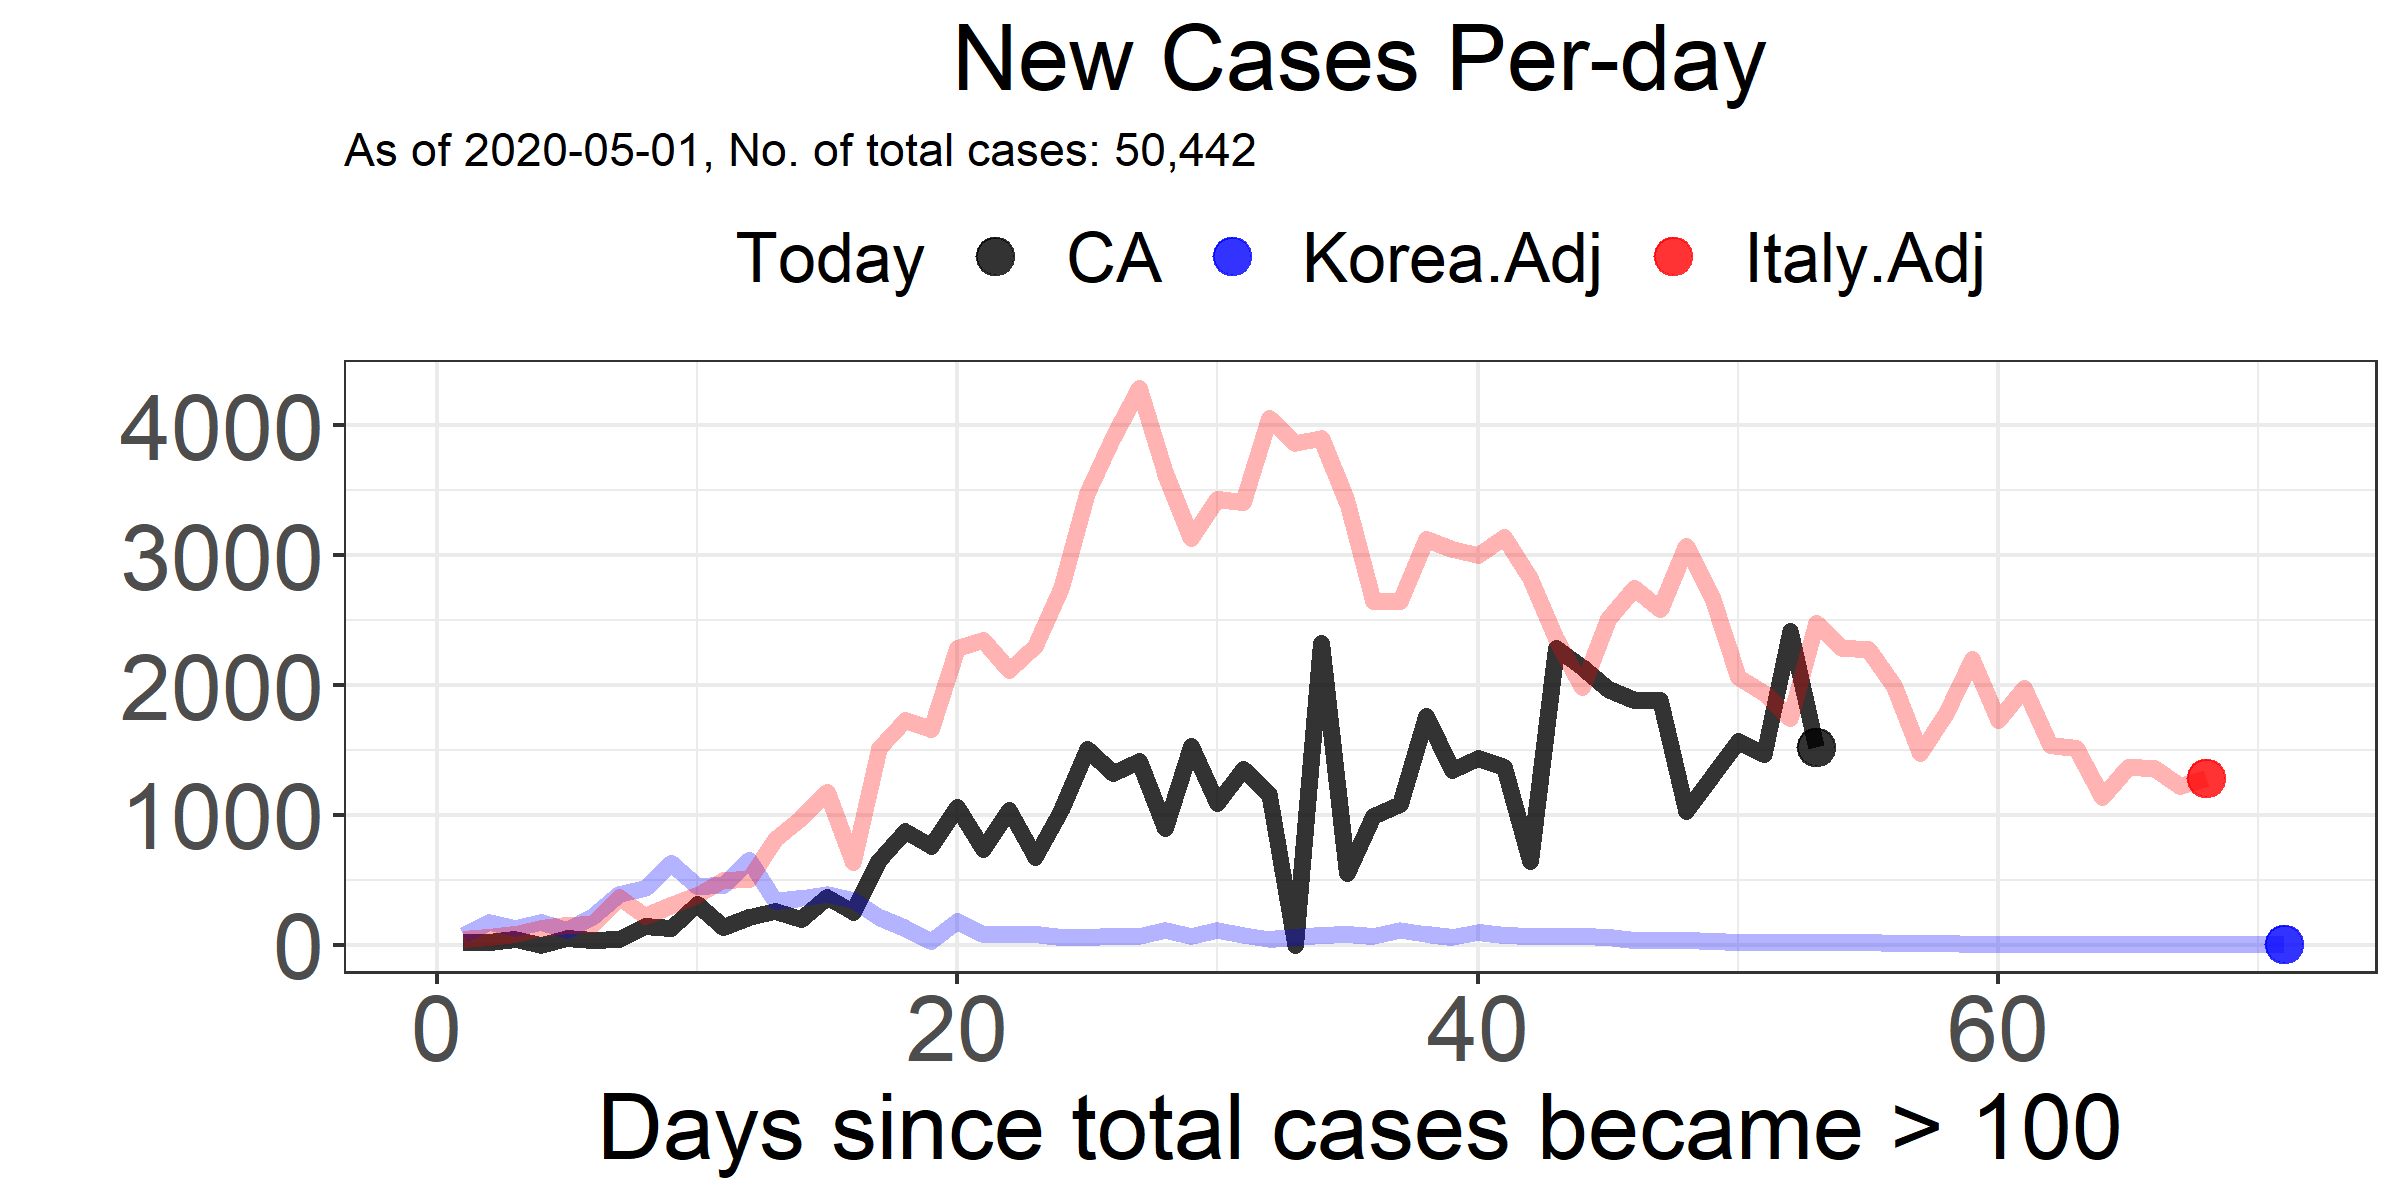 New Cases Per-day
As of 2020-05-01, No. of total cases: 50,442
Today CA Korea.Adj Italy.Adj
4000
3000
2000
1000
0
0 20 40 60
Days since total cases became > 100